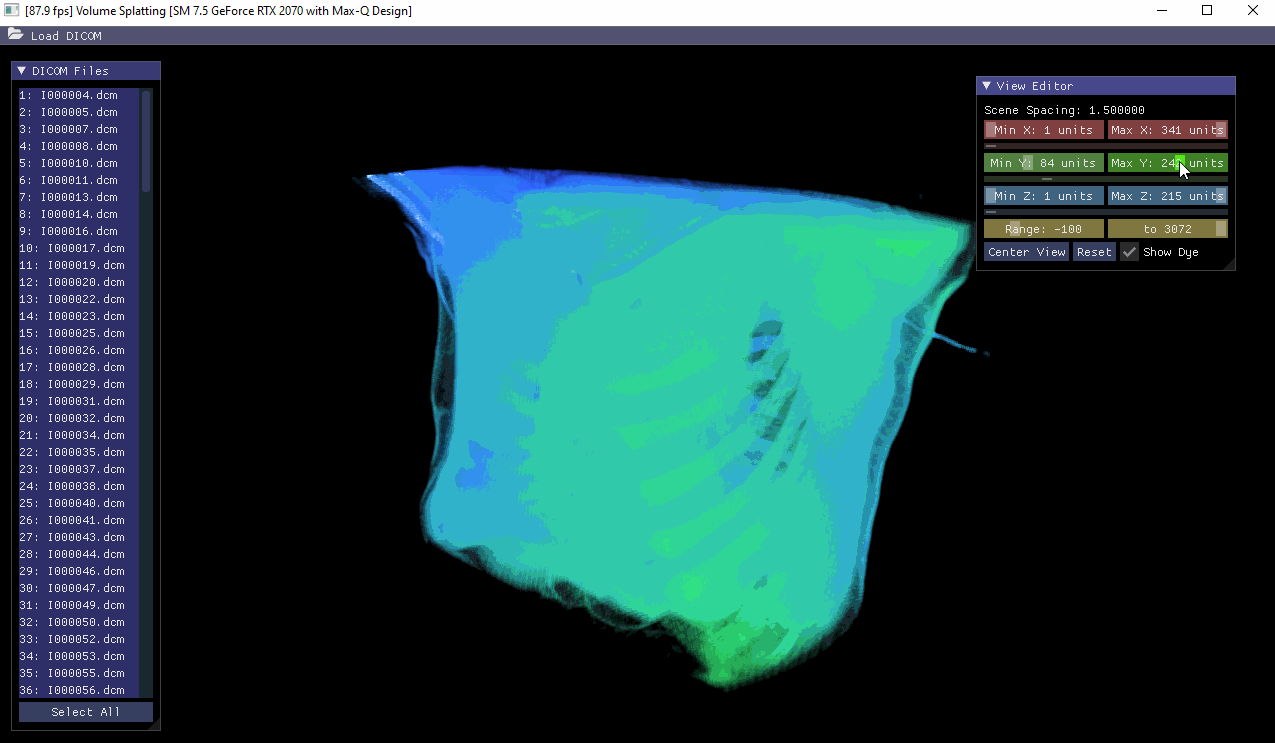 [87.9 fps] Volume Splatting [SM 7.5 GeForce RTX 2070 with Max-Q Design]
Load DICOM
DICOM Files
1: I000004.dcm
2: I000005.dcm
3: I000007.dcm
4: I000008.dcm
5: I000010.dcm
6: I000011.dcm
7: I000013.dcm
8: I000014.dcm
9: I000016.dcm
10: I000017.dcm
11: I000019.dcm
12: I000020.dcm
13: I000022.dcm
14: I000023.dcm
15: I000025.dcm
16: I000026.dcm
17: I000028.dcm
18: I000029.dcm
19: I000031.dcm
20: I000032.dcm
21: I000034.dcm
22: I000035.dcm
23: I000037.dcm
24: I000038.dcm
25: I000040.dcm
26: I000041.dcm
27: I000043.dcm
28: I000044.dcm
29: I000046.dcm
30: I000047.dcm
31: I000049.dcm
32: I000050.dcm
33: I000052.dcm
34: I000053.dcm
35: I000055.dcm
36: I000056.dcm
Select All
View Editor
Scene Spacing: 1.500000
Min X: 1 units Max X: 341 units
Min Y: 84 units Max Y: units
Min Z: 1 units Max Z: 215 units
Range: -100 to 3072
Center View Reset Show Dye